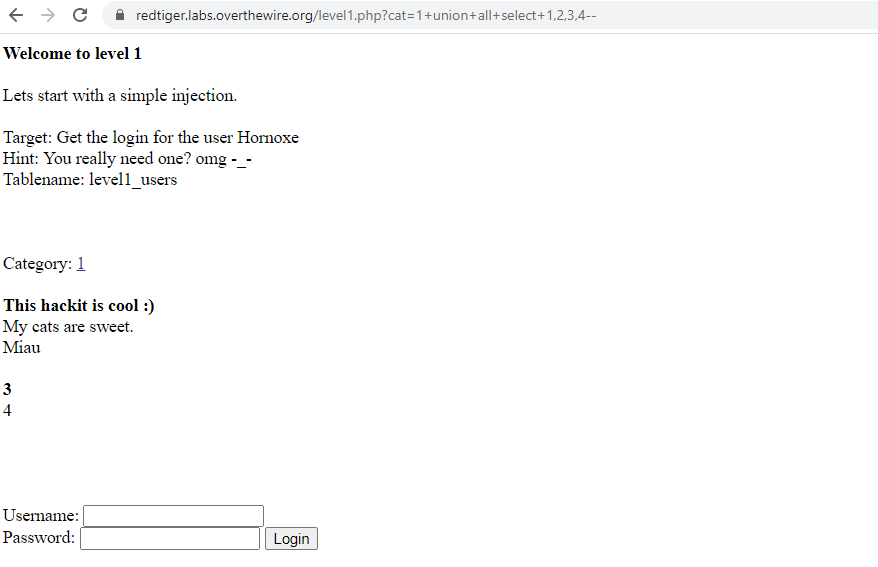 redtiger.labs.overthewire.org/level1.php?cat=1+union+all+select+1,2,3,4--
Welcome to level 1
Lets start with a simple injection.
Target: Get the login for the user Hornoxe
Hint: You really need one? omg -_-
Tablename: level1_users
Category: 1
This hackit is cool :)
My cats are sweet.
Miau
3
4
Username:
Password: Login